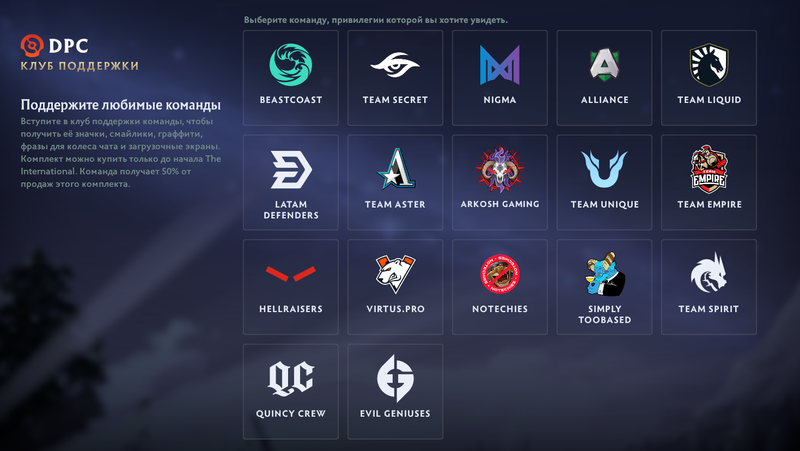 Выберите команду, привилегии которой вы хотите увидеть.
DPC
КЛУБ ПОДДЕРЖКИ
Поддержите любимые команды
Вступите в клуб поддержки команды, чтобы
получить её значки, смайлики, граффити,
фразы для колеса чата и загрузочные экраны.
Комплект можно купить только до начала The
International. Команда получает 50% от
продаж этого комплекта.
BEASTCOAST
TEAM SECRET
NIGMA
ALLIANCE
TEAM LIQUID
LATAM
DEFENDERS
TEAM ASTER
ARKOSH GAMING
TEAM UNIQUE
TEAM EMPIRE
HELLRAISERS
VIRTUS.PRO
NOTECHIES
SIMPLY
TOOBASED
TEAM SPIRIT
QC
QUINCY CREW
EVIL GENIUSES